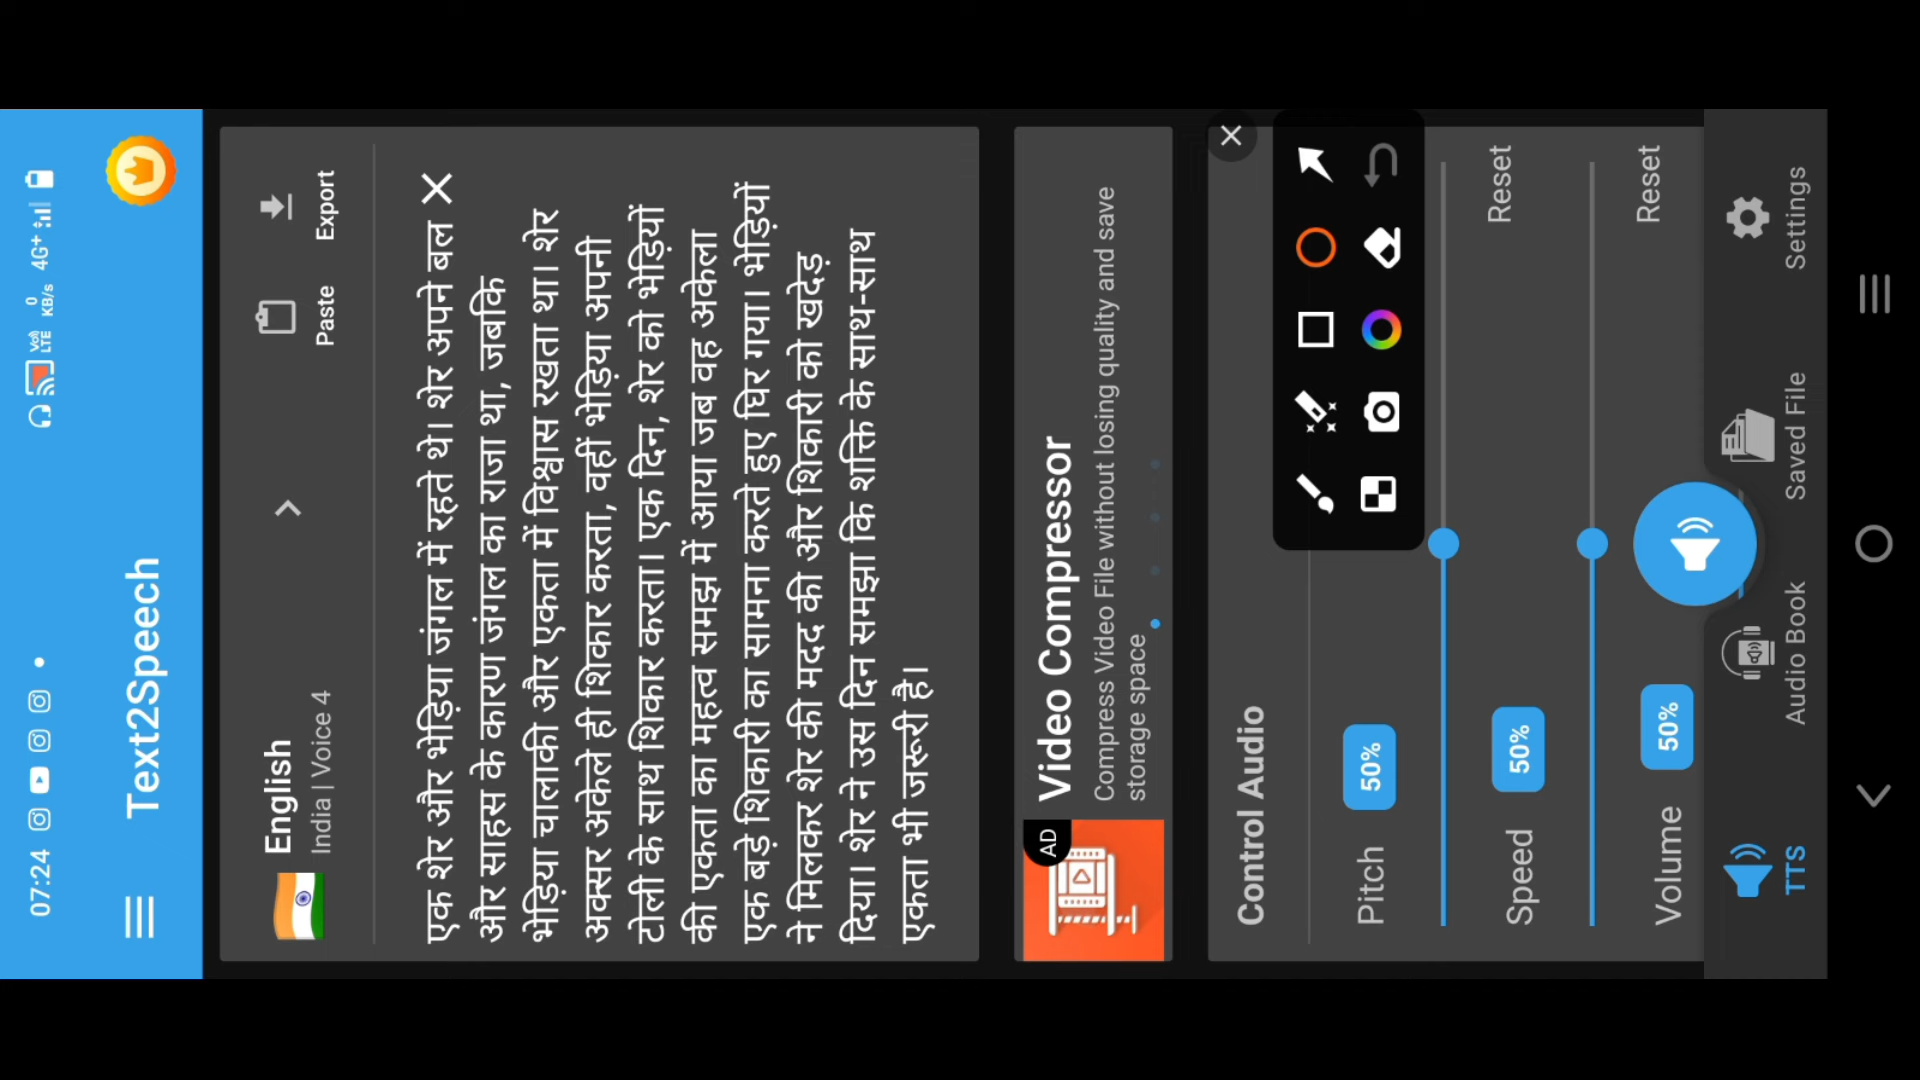 07:24
4G+
0
KB/s
Vo))
LTE
Text2Speech
English
India | Voice 4
Paste
Export
एक शेर और भेड़िया जंगल में रहते थे। शेर अपने बल
और साहस के कारण जंगल का राजा था, जबकि
भेड़िया चालाकी और एकता में विश्वास रखता था। शेर
अक्सर अकेले ही शिकार करता, वहीं भेड़िया अपनी
टोली के साथ शिकार करता। एक दिन, शेर को भेड़ियों
की एकता का महत्व समझ में आया जब वह अकेला
एक बड़े शिकारी का सामना करते हुए घिर गया। भेड़ियों
ने मिलकर शेर की मदद की और शिकारी को खदेड़
दिया। शेर ने उस दिन समझा कि शक्ति के साथ-साथ
एकता भी जरूरी है।
AD
Video Compressor
Compress Video File without losing quality and save
storage space
Control Audio
Pitch 50% Reset
Speed 50% Reset
Volume 50%
TTS
Audio Book
Saved File
Settings